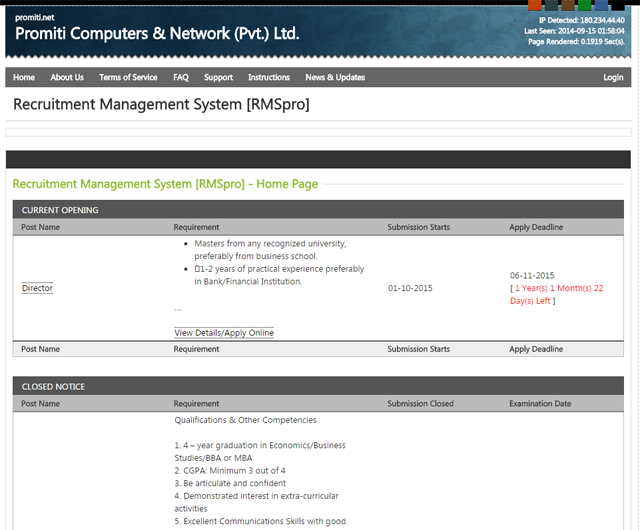 promiti.net
Promiti Computers & Network (Pvt.) Ltd.
IP Detected: 180.234.44.40
Last Seen: 2014-09-15 01:58:04
Page Rendered: 0.1919 Sec(s).
Home About Us Terms of Service FAQ Support Instructions News & Updates Login
Recruitment Management System [RMSpro]
Recruitment Management System [RMSpro] - Home Page
CURRENT OPENING
Post Name Requirement Submission Starts Apply Deadline
Director
Masters from any recognized university,
preferably from business school.
1-2 years of practical experience preferably
in Bank/Financial Institution.
....
View Details/Apply Online
01-10-2015
06-11-2015
[ 1 Year(s) 1 Month(s) 22
Day(s) Left ]
Post Name Requirement Submission Starts Apply Deadline
CLOSED NOTICE
Post Name Requirement Submission Closed Examination Date
Qualifications & Other Competencies
1. 4 – year graduation in Economics/Business
Studies/BBA or MBA
2. CGPA: Minimum 3 out of 4
3. Be articulate and confident
4. Demonstrated interest in extra-curricular
activities
5. Excellent Communications Skills with good